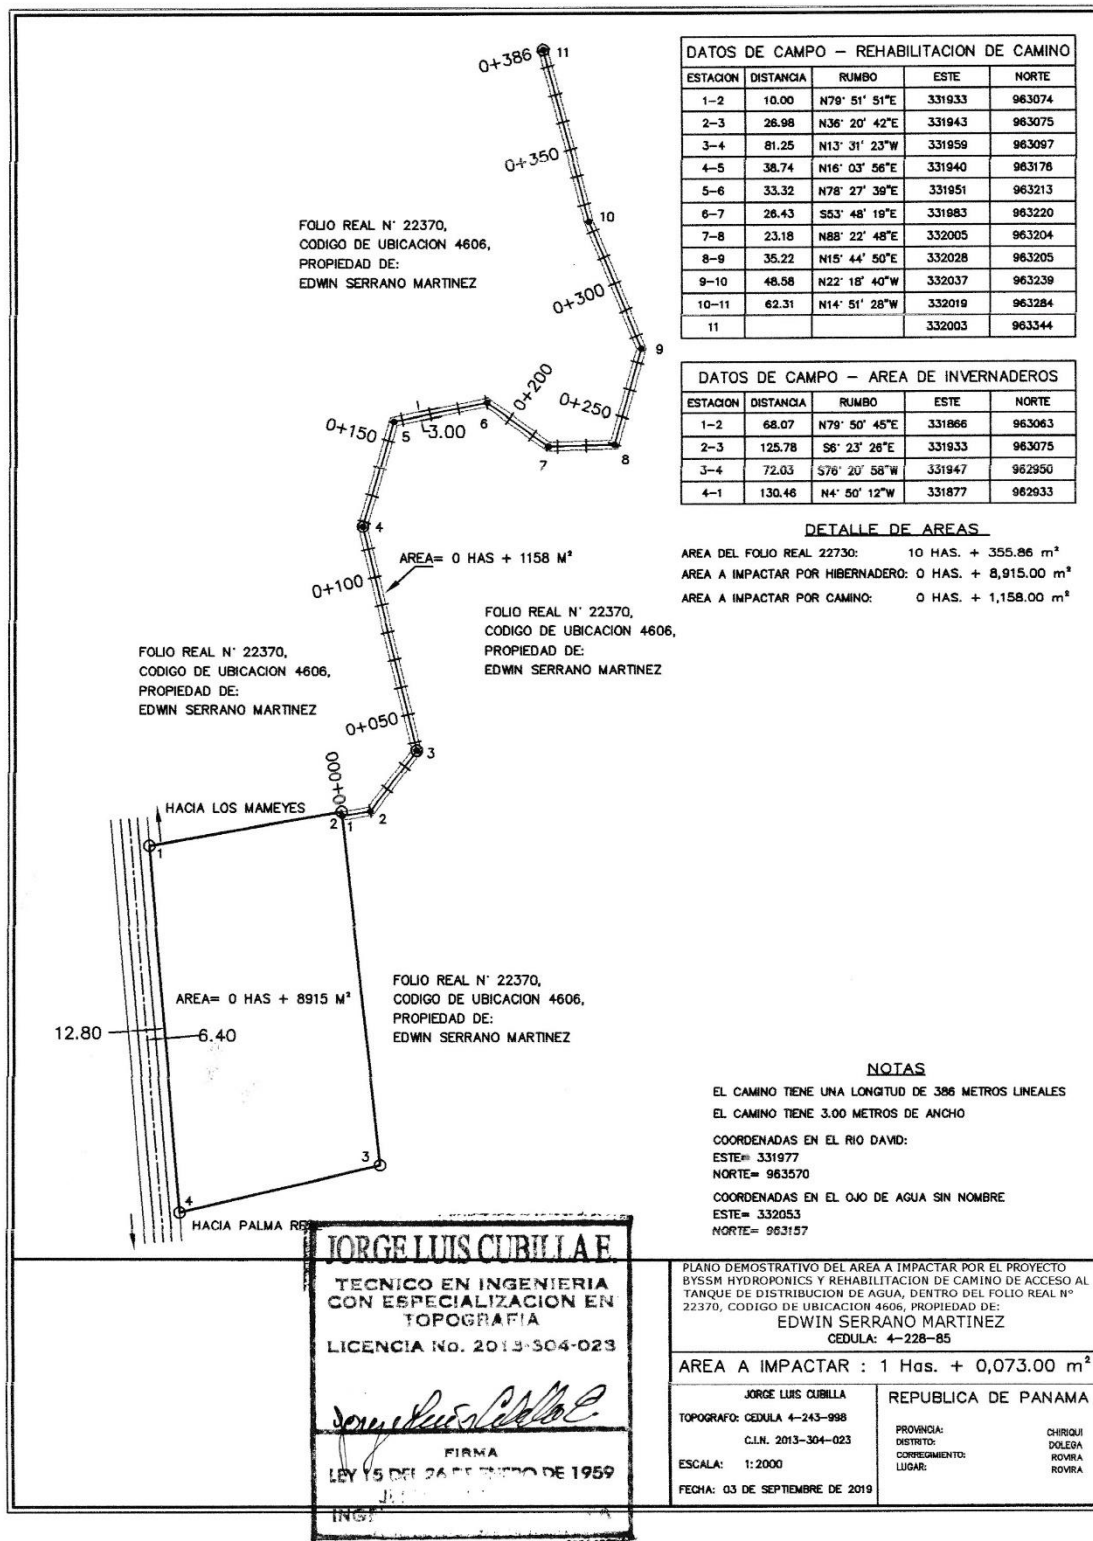 0+386
11
0+350
10
FOLIO REAL N° 22370,
CODIGO DE UBICACION 4606,
PROPIEDAD DE:
EDWIN SERRANO MARTINEZ
0+300
9
0+200
0+250
0+150
5
3.00
6
7
8
4
AREA= 0 HAS + 1158 M²
0+100
FOLIO REAL N° 22370,
CODIGO DE UBICACION 4606,
PROPIEDAD DE:
EDWIN SERRANO MARTINEZ
FOLIO REAL N° 22370,
CODIGO DE UBICACION 4606,
PROPIEDAD DE:
EDWIN SERRANO MARTINEZ
0+050
3
0+000
HACIA LOS MAMEYES
2
1
2
1
FOLIO REAL N° 22370,
CODIGO DE UBICACION 4606,
PROPIEDAD DE:
EDWIN SERRANO MARTINEZ
AREA= 0 HAS + 8915 M²
12.80
6.40
3
4
HACIA PALMA REAL
DATOS DE CAMPO – REHABILITACION DE CAMINO
ESTACION DISTANCIA RUMBO ESTE NORTE
1-2 10.00 N79° 51' 51"E 331933 963074
2-3 26.98 N36° 20' 42"E 331943 963075
3-4 81.25 N13° 31' 23"W 331959 963097
4-5 38.74 N16° 03' 56"E 331940 963176
5-6 33.32 N78° 27' 39"E 331951 963213
6-7 26.43 S53° 48' 19"E 331983 963220
7-8 23.18 N88° 22' 48"E 332005 963204
8-9 35.22 N15° 44' 50"E 332028 963205
9-10 48.58 N22° 18' 40"W 332037 963239
10-11 62.31 N14° 51' 28"W 332019 963284
11 332003 963344
DATOS DE CAMPO – AREA DE INVERNADEROS
ESTACION DISTANCIA RUMBO ESTE NORTE
1-2 68.07 N79° 50' 45"E 331866 963063
2-3 125.78 S6° 23' 26"E 331933 963075
3-4 72.03 S76° 20' 58"W 331947 962950
4-1 130.46 N4° 50' 12"W 331877 962933
DETALLE DE AREAS
AREA DEL FOLIO REAL 22730: 10 HAS. + 355.86 m²
AREA A IMPACTAR POR HIBERNADERO: 0 HAS. + 8,915.00 m²
AREA A IMPACTAR POR CAMINO: 0 HAS. + 1,158.00 m²
NOTAS
EL CAMINO TIENE UNA LONGITUD DE 386 METROS LINEALES
EL CAMINO TIENE 3.00 METROS DE ANCHO
COORDENADAS EN EL RIO DAVID:
ESTE= 331977
NORTE= 963570
COORDENADAS EN EL OJO DE AGUA SIN NOMBRE
ESTE= 332053
NORTE= 963157
JORGE LUIS CUBILLA E.
TECNICO EN INGENIERIA
CON ESPECIALIZACION EN
TOPOGRAFIA
LICENCIA No. 2013-304-023
FIRMA
LEY 15 DEL 26 DE ENERO DE 1959
PLANO DEMOSTRATIVO DEL AREA A IMPACTAR POR EL PROYECTO
BYSSM HYDROPONICS Y REHABILITACION DE CAMINO DE ACCESO AL
TANQUE DE DISTRIBUCION DE AGUA, DENTRO DEL FOLIO REAL Nº
22370, CODIGO DE UBICACION 4606, PROPIEDAD DE:
EDWIN SERRANO MARTINEZ
CEDULA: 4-228-85
AREA A IMPACTAR : 1 Has. + 0,073.00 m²
JORGE LUIS CUBILLA
TOPOGRAFO: CEDULA 4-243-998
C.I.N. 2013-304-023
ESCALA: 1:2000
FECHA: 03 DE SEPTIEMBRE DE 2019
REPUBLICA DE PANAMA
PROVINCIA: CHIRIQUI
DISTRITO: DOLEGA
CORREGIMIENTO: ROVIRA
LUGAR: ROVIRA